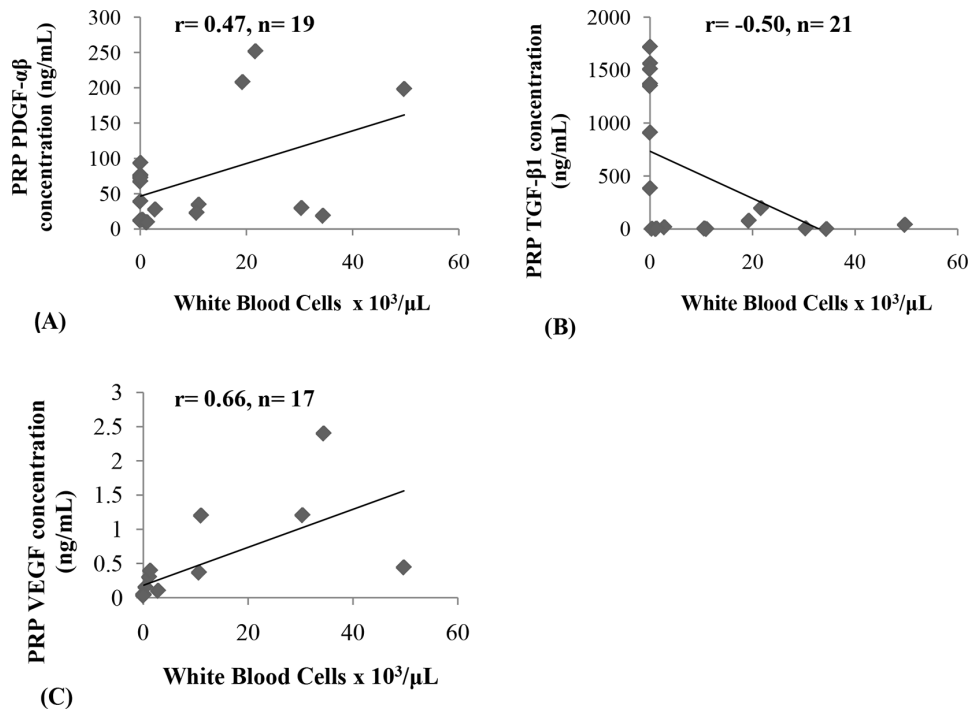 r= 0.47, n= 19
PRP PDGF-αβ
concentration (ng/mL)
300
250
200
150
100
50
0
0 20 40 60
White Blood Cells x 10³/µL
(A)
r= -0.50, n= 21
PRP TGF-β1 concentration
(ng/mL)
2000
1500
1000
500
0
0 20 40 60
White Blood Cells x 10³/µL
(B)
r= 0.66, n= 17
PRP VEGF concentration
(ng/mL)
3
2.5
2
1.5
1
0.5
0
0 20 40 60
White Blood Cells x 10³/µL
(C)